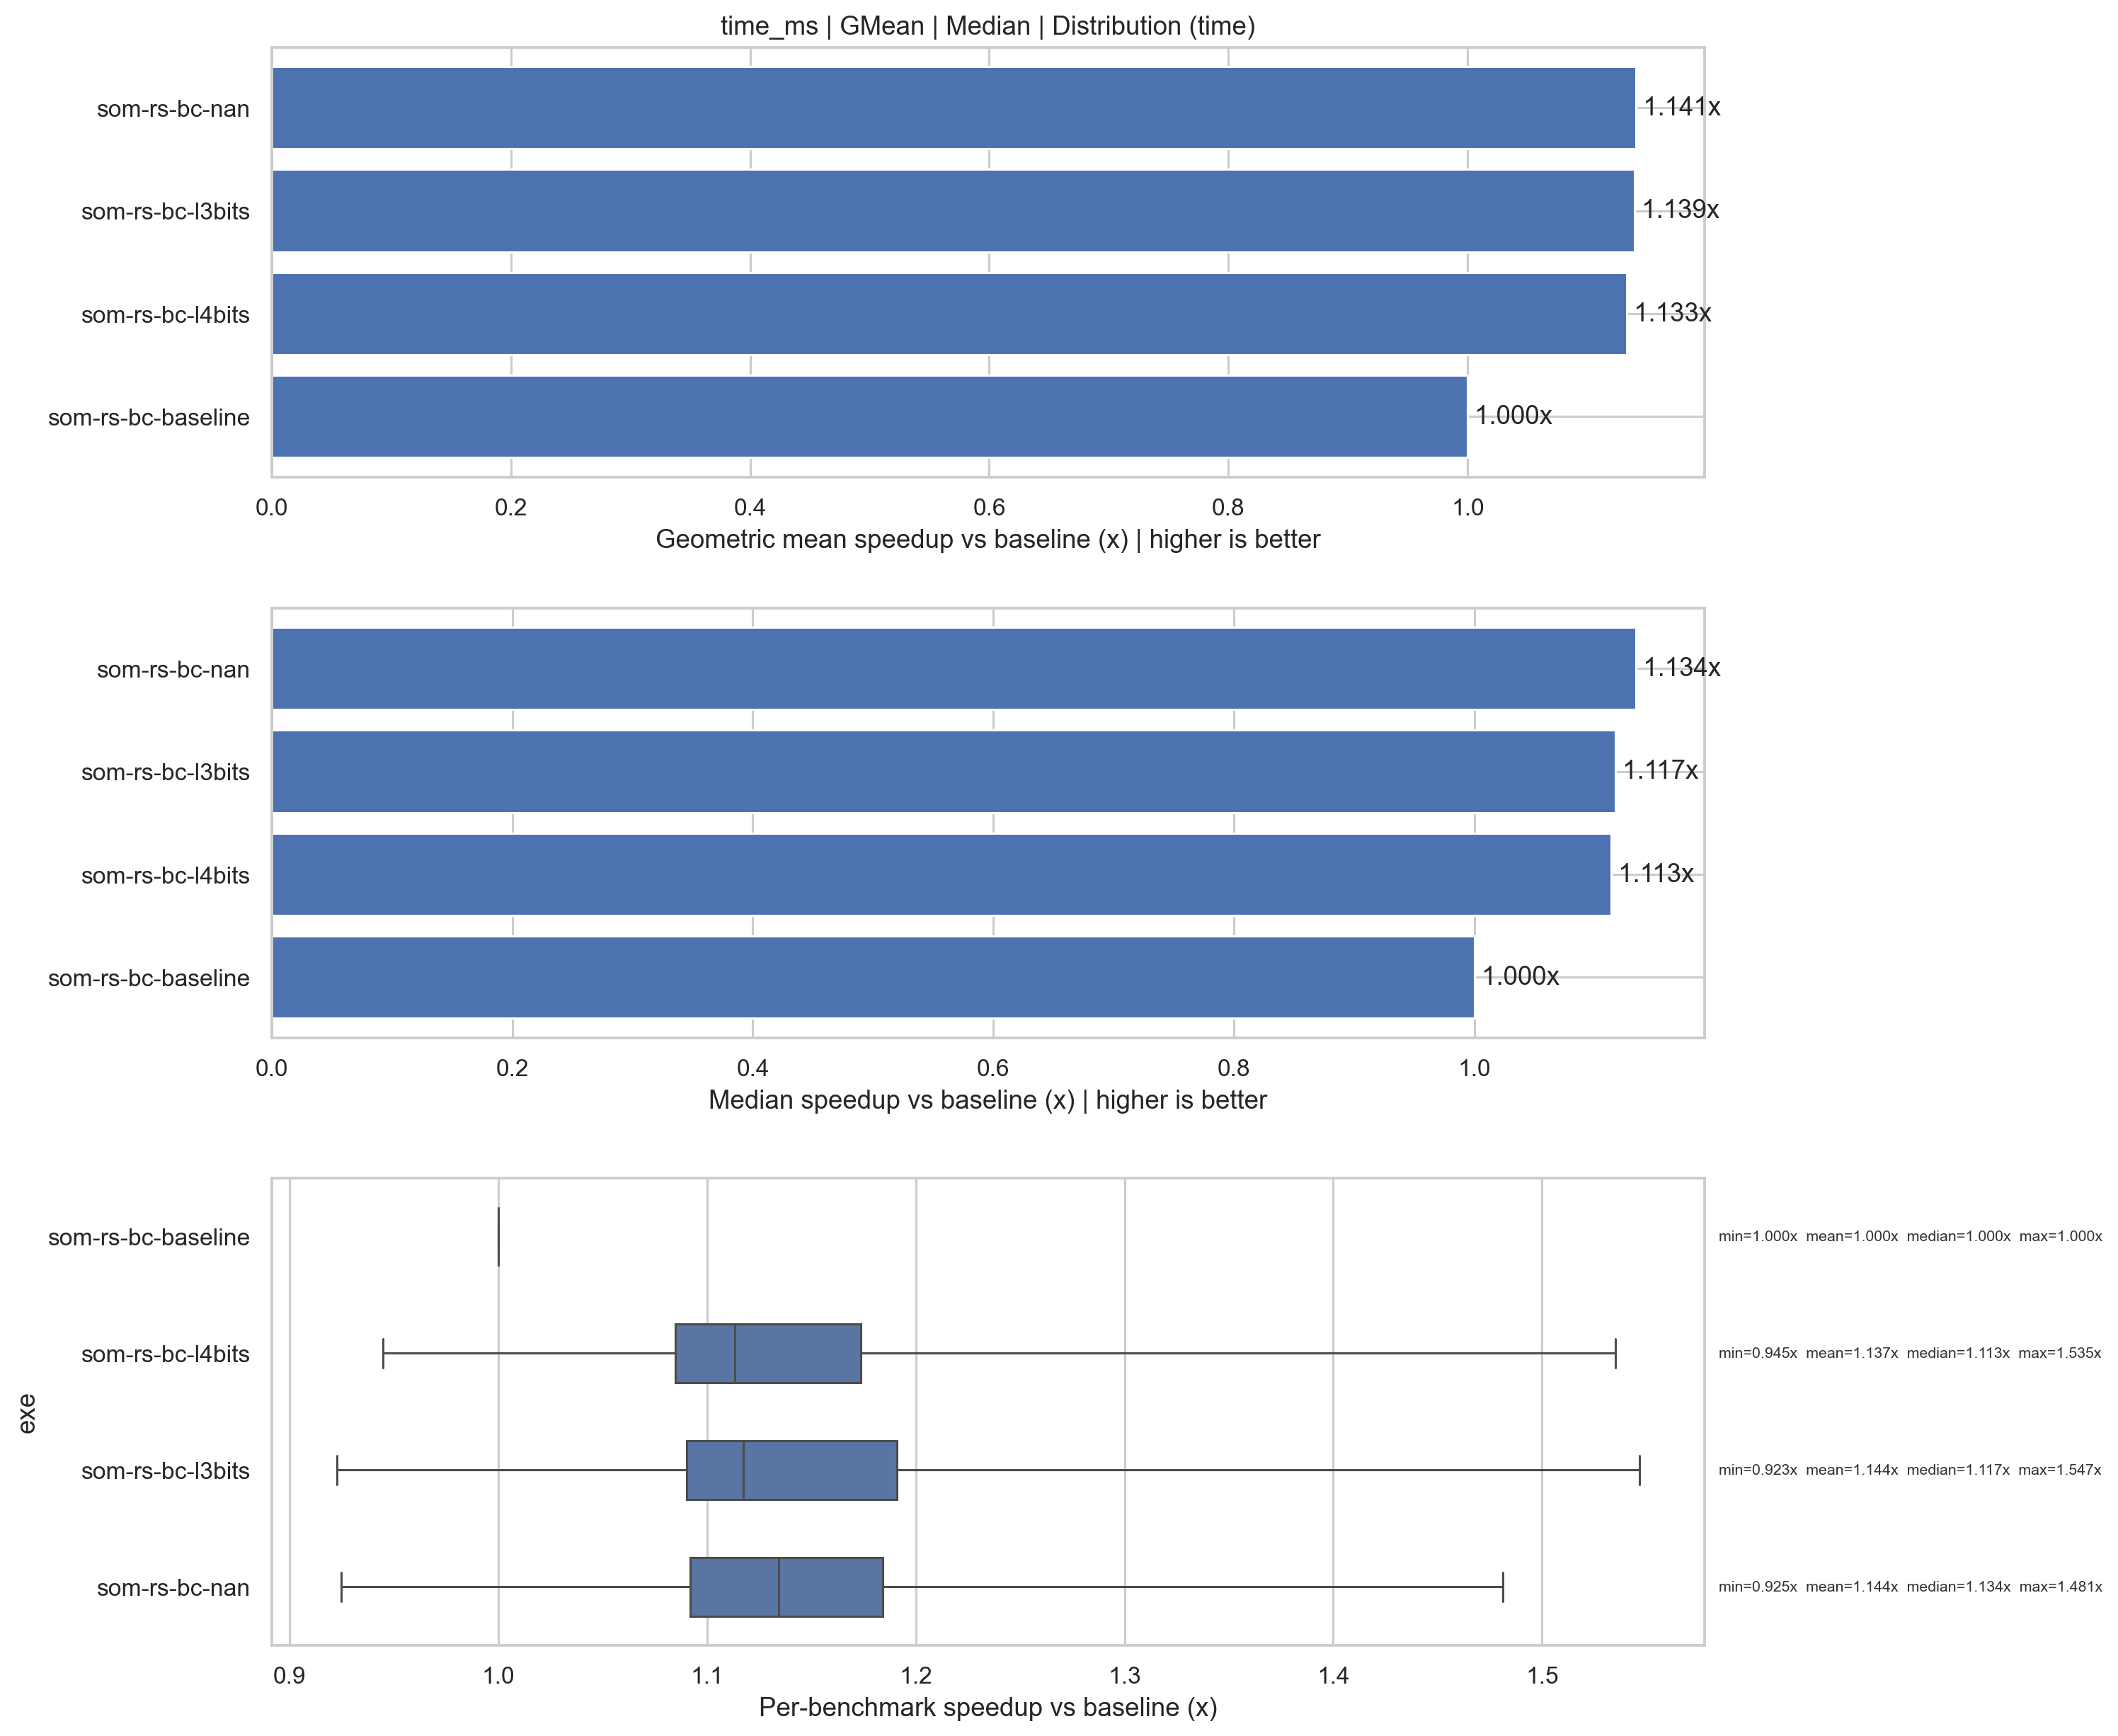 time_ms | GMean | Median | Distribution (time)
som-rs-bc-nan
1.141x
som-rs-bc-l3bits
1.139x
som-rs-bc-l4bits
1.133x
som-rs-bc-baseline
1.000x
0.0 0.2 0.4 0.6 0.8 1.0
Geometric mean speedup vs baseline (x) | higher is better
som-rs-bc-nan
1.134x
som-rs-bc-l3bits
1.117x
som-rs-bc-l4bits
1.113x
som-rs-bc-baseline
1.000x
0.0 0.2 0.4 0.6 0.8 1.0
Median speedup vs baseline (x) | higher is better
exe
som-rs-bc-baseline
min=1.000x mean=1.000x median=1.000x max=1.000x
som-rs-bc-l4bits
min=0.945x mean=1.137x median=1.113x max=1.535x
som-rs-bc-l3bits
min=0.923x mean=1.144x median=1.117x max=1.547x
som-rs-bc-nan
min=0.925x mean=1.144x median=1.134x max=1.481x
0.9 1.0 1.1 1.2 1.3 1.4 1.5
Per-benchmark speedup vs baseline (x)